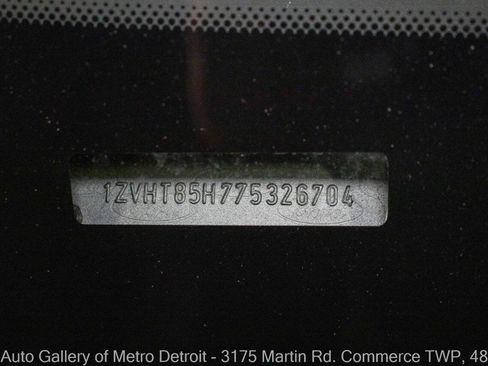 1ZVHT85H775326704
Auto Gallery of Metro Detroit - 3175 Martin Rd. Commerce TWP, 48